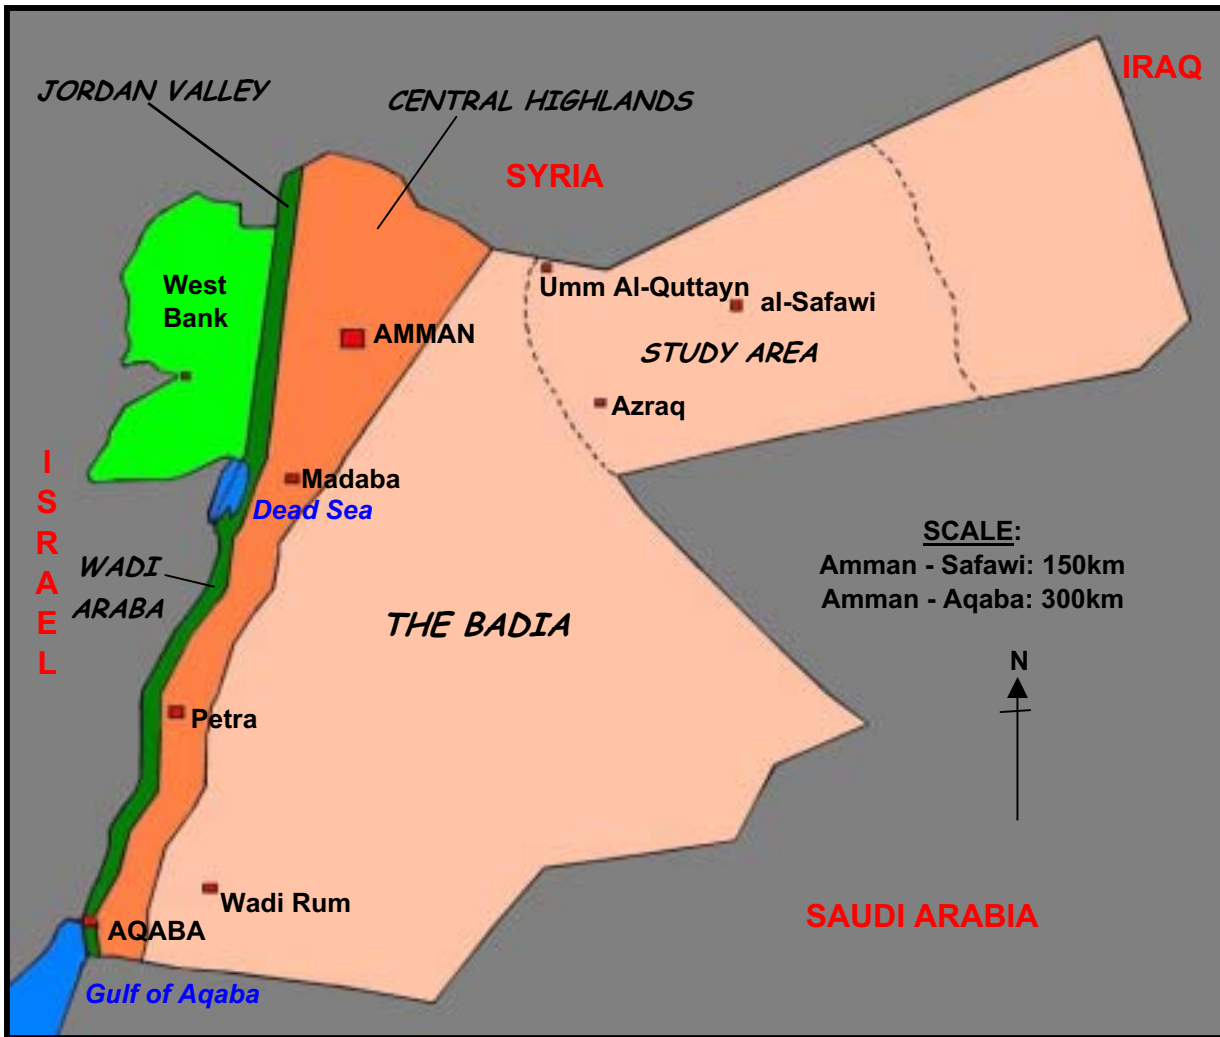 IRAQ
JORDAN VALLEY
CENTRAL HIGHLANDS
SYRIA
West
Bank
Umm Al-Quttayn
al-Safawi
AMMAN
STUDY AREA
Azraq
ISRAEL
Madaba
Dead Sea
SCALE:
Amman - Safawi: 150km
Amman - Aqaba: 300km
WADI
ARABA
THE BADIA
N
Petra
Wadi Rum
SAUDI ARABIA
AQABA
Gulf of Aqaba